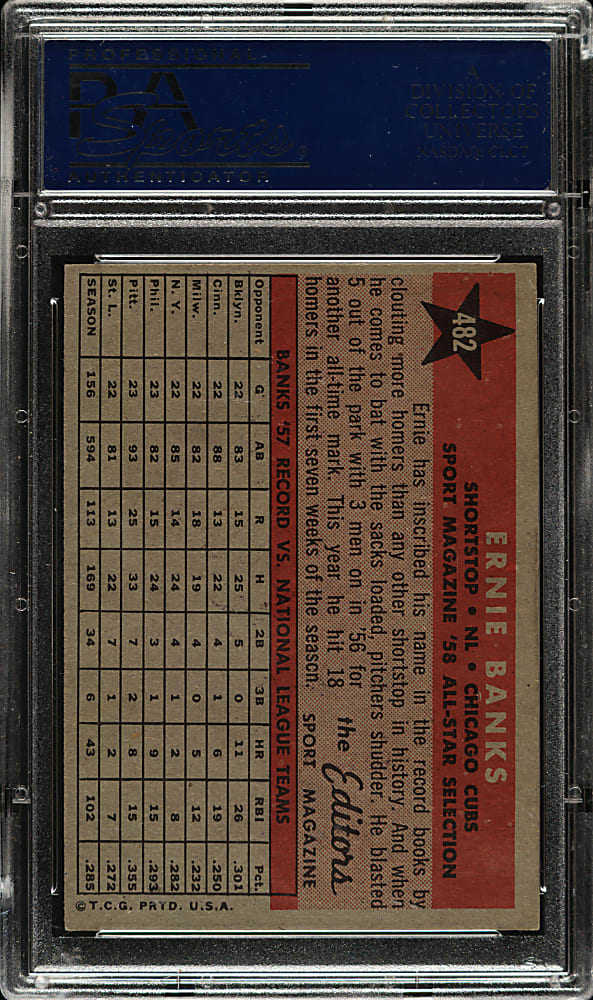 PROFESSIONAL
PSA
Sports
AUTHENTICATOR
A
DIVISION OF
COLLECTORS
UNIVERSE
NASDAQ: CLCT
482
ERNIE BANKS
SHORTSTOP • NL • CHICAGO CUBS
SPORT MAGAZINE '58 ALL-STAR SELECTION
Ernie has inscribed his name in the record books by
clouting more homers than any other shortstop in history. And when
he comes to bat with the sacks loaded, pitchers shudder. He blasted
5 out of the park with 3 men on in '56 for
another all-time mark. This year he hit 18
homers in the first seven weeks of the season.
the Editors
SPORT MAGAZINE
BANKS '57 RECORD VS. NATIONAL LEAGUE TEAMS
Opponent G AB R H 2B 3B HR RBI Pct.
Bklyn. 22 83 15 25 5 0 11 26 .301
Cinn. 22 88 13 22 4 1 6 19 .250
Milw. 22 82 18 19 4 0 5 12 .232
N. Y. 22 85 14 24 4 1 2 8 .282
Phil. 23 82 15 24 3 1 9 15 .293
Pitt. 23 93 25 33 7 2 8 15 .355
St. L. 22 81 13 22 7 1 2 7 .272
SEASON 156 594 113 169 34 6 43 102 .285
©T.C.G. PRTD. U.S.A.